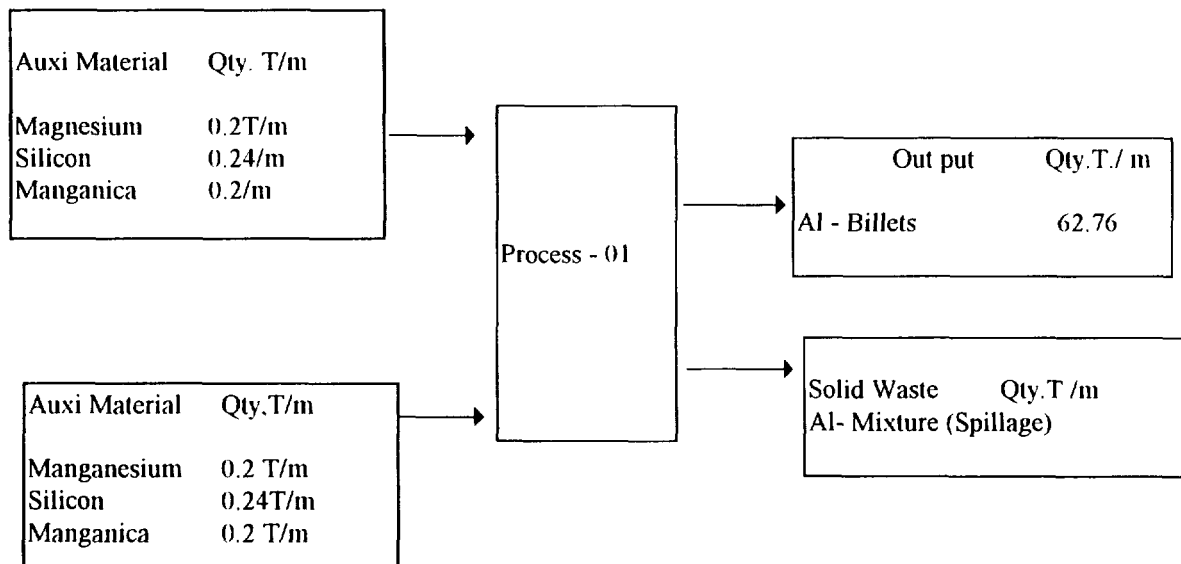 Auxi Material Qty. T/m
Magnesium 0.2T/m
Silicon 0.24/m
Manganica 0.2/m
Auxi Material Qty.T/m
Manganesium 0.2 T/m
Silicon 0.24T/m
Manganica 0.2 T/m
Process - 01
Out put Qty.T./ m
Al - Billets 62.76
Solid Waste Qty.T /m
Al- Mixture (Spillage)